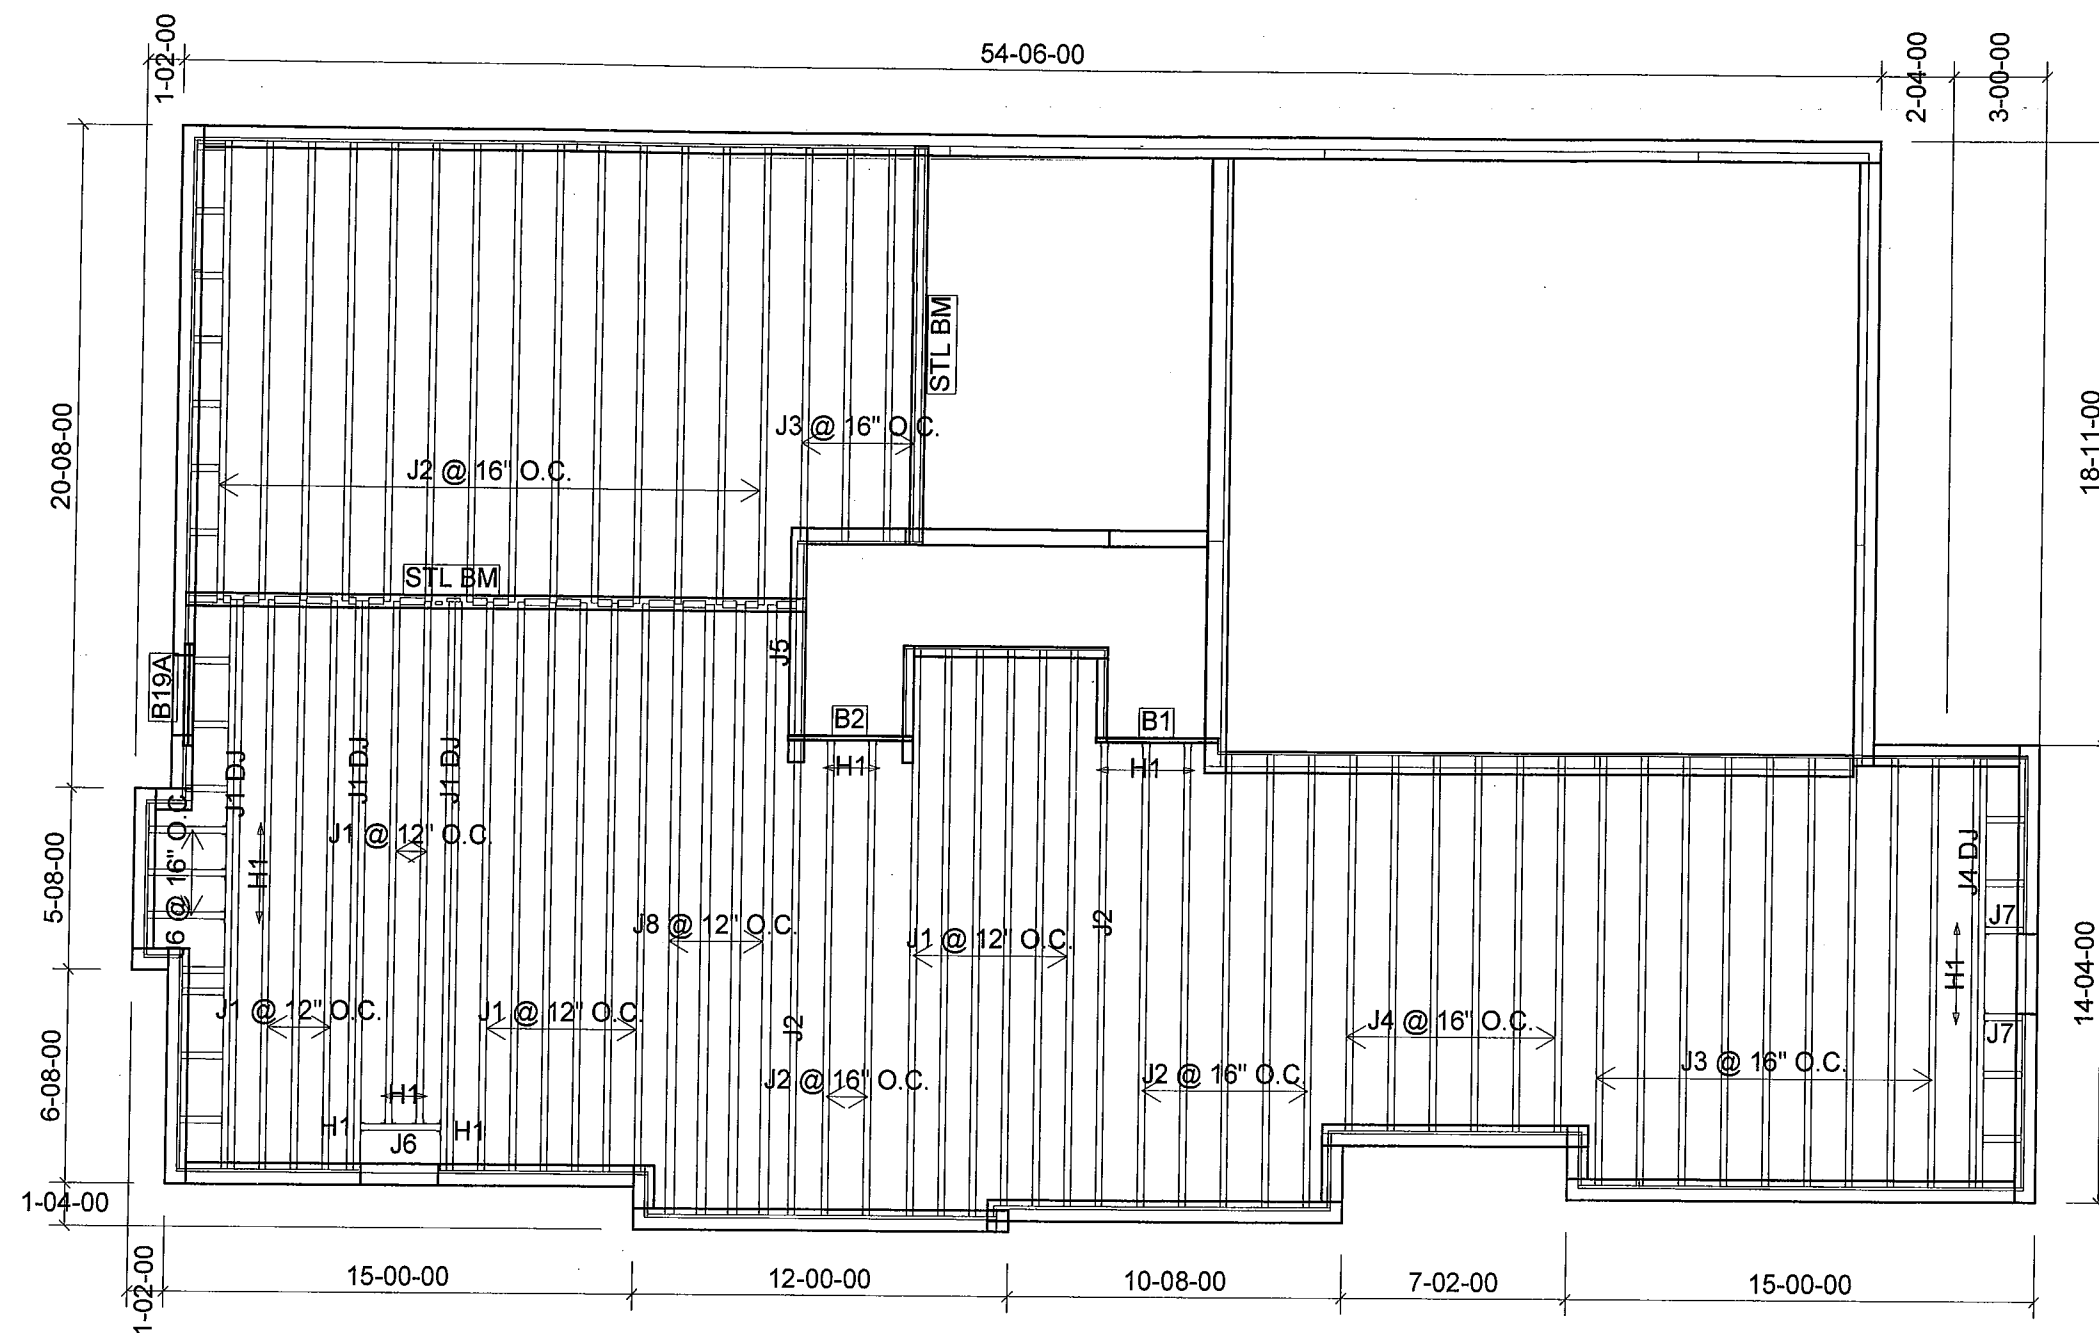 1-02-00
54-06-00
2-04-00
3-00-00
20-08-00
18-11-00
STL BM
J3 @ 16" O.C.
J2 @ 16" O.C.
STL BM
J5
B19A
B2
B1
H1
H1
J1 DJ
J1 DJ
J1 DJ
J1 @ 12" O.C.
6 @ 16" O.C.
H1
5-08-00
J4 DJ
J8 @ 12" O.C.
J1 @ 12" O.C.
J2
J7
H1
14-04-00
J1 @ 12" O.C.
J1 @ 12" O.C.
J2
J4 @ 16" O.C.
J7
J3 @ 16" O.C.
6-08-00
H1
J2 @ 16" O.C.
J2 @ 16" O.C.
H1
J6
H1
1-04-00
1-02-00
15-00-00
12-00-00
10-08-00
7-02-00
15-00-00